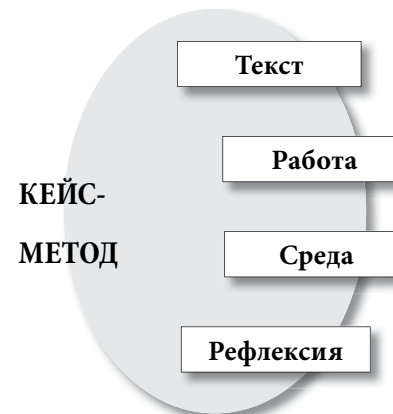 Текст
Работа
КЕЙС-
МЕТОД
Среда
Рефлексия